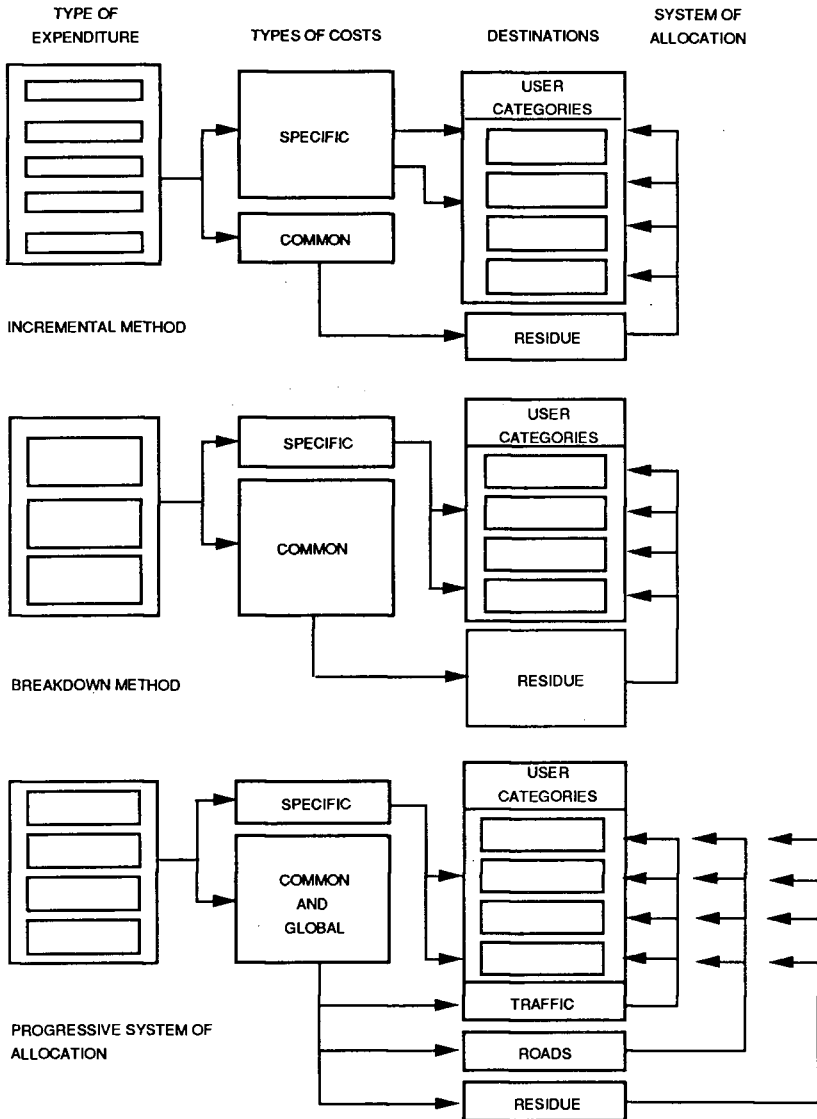 TYPE OF
EXPENDITURE
TYPES OF COSTS
DESTINATIONS
SYSTEM OF
ALLOCATION
USER
CATEGORIES
SPECIFIC
COMMON
RESIDUE
INCREMENTAL METHOD
USER
CATEGORIES
SPECIFIC
COMMON
RESIDUE
BREAKDOWN METHOD
USER
CATEGORIES
SPECIFIC
COMMON
AND
GLOBAL
TRAFFIC
ROADS
RESIDUE
PROGRESSIVE SYSTEM OF
ALLOCATION